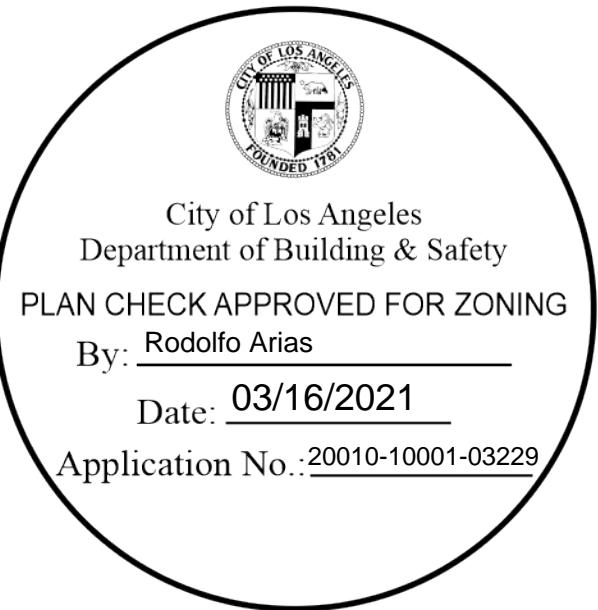 CITY OF LOS ANGELES
FOUNDED 1781
City of Los Angeles
Department of Building & Safety
PLAN CHECK APPROVED FOR ZONING
By: Rodolfo Arias
Date: 03/16/2021
Application No.: 20010-10001-03229